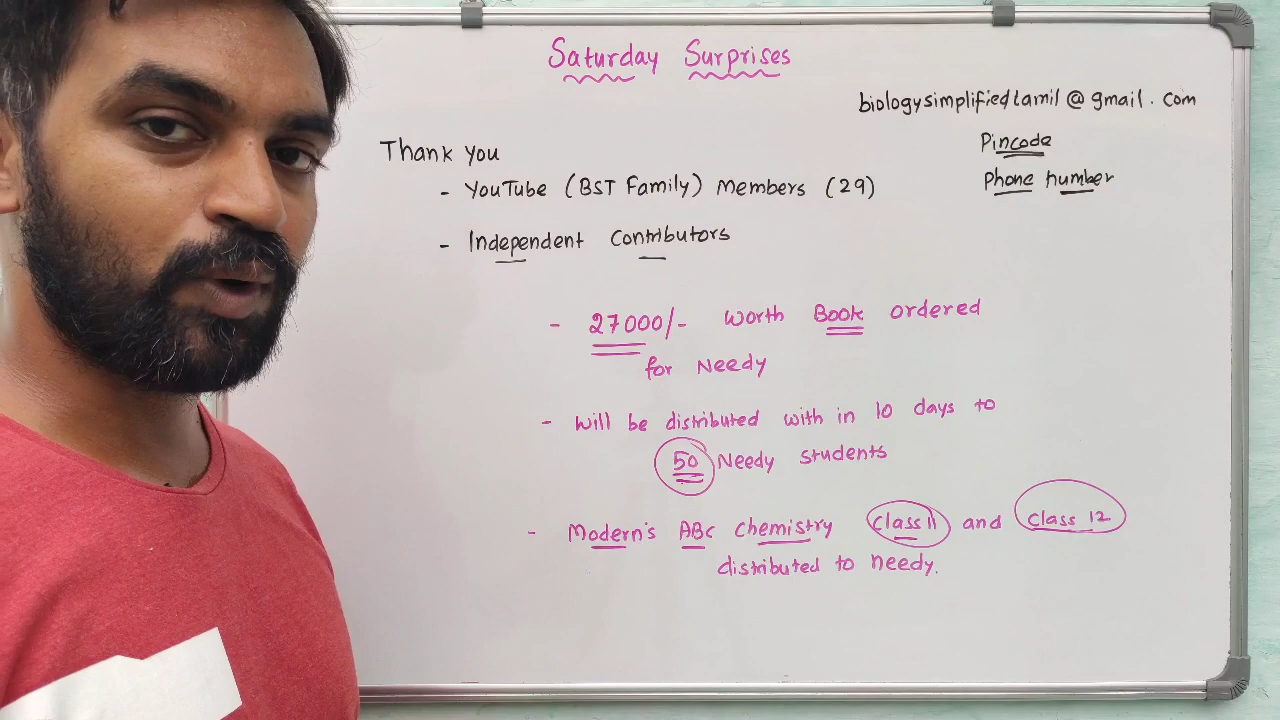 Saturday Surprises
biologysimplifiedtamil@gmail.com
Pincode
Phone number
Thank you
- YouTube (BST Family) Members (29)
- Independent Contributors
- 27000/- worth Book ordered
for Needy
- will be distributed with in 10 days to
50 Needy students
- Modern's ABC chemistry class 11 and class 12
distributed to needy.